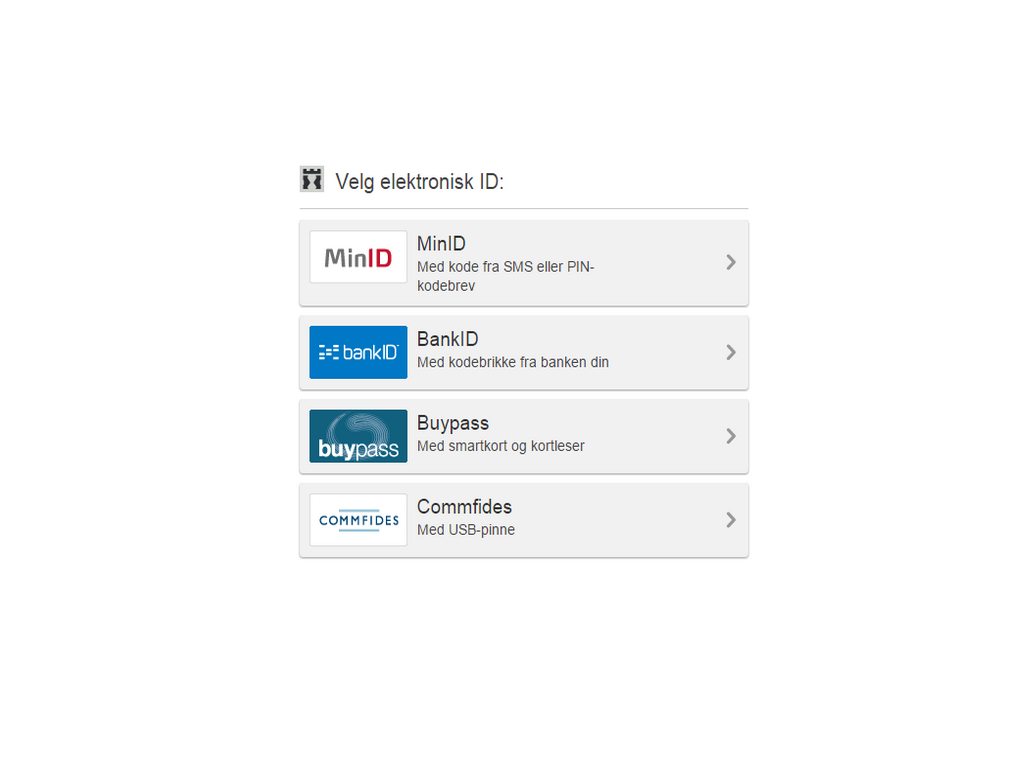 Velg elektronisk ID:
MinID
MinID
Med kode fra SMS eller PIN-
kodebrev
bankID
BankID
Med kodebrikke fra banken din
buypass
Buypass
Med smartkort og kortleser
COMMFIDES
Commfides
Med USB-pinne